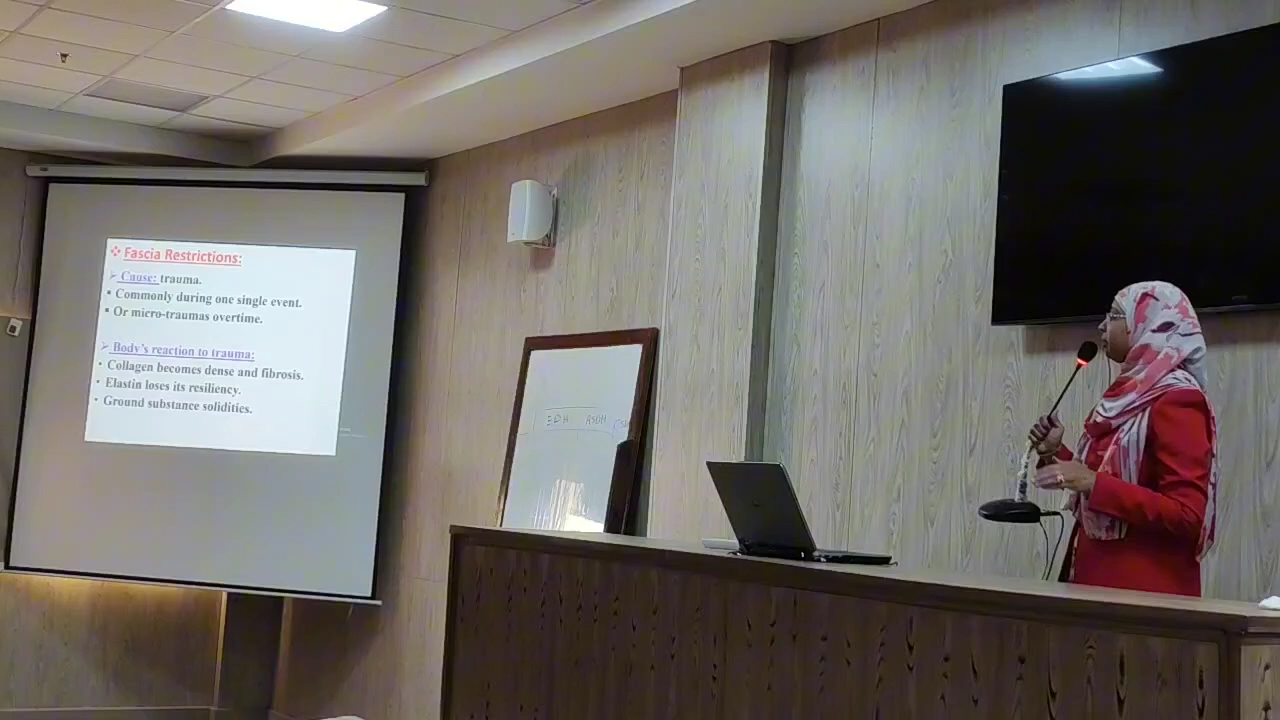 ❖ Fascia Restrictions:
➢ Cause: trauma.
▪ Commonly during one single event.
▪ Or micro-traumas overtime.
➢ Body's reaction to trauma:
• Collagen becomes dense and fibrosis.
• Elastin loses its resiliency.
• Ground substance solidities.
EDH ASDH